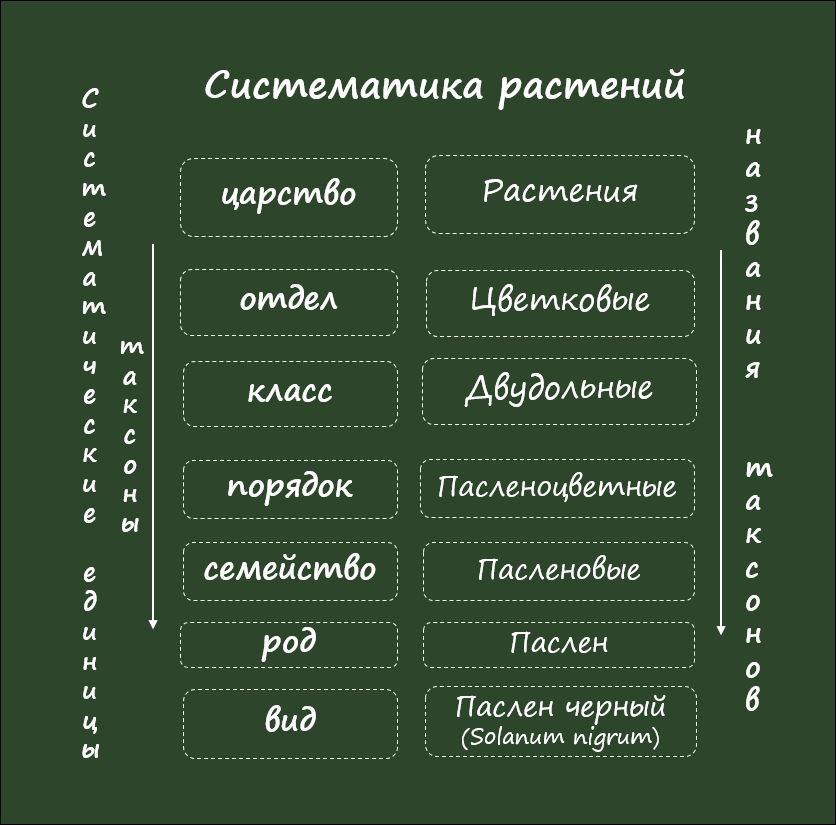 Систематика растений
Систематические единицы
таксоны
царство
Растения
отдел
Цветковые
класс
Двудольные
порядок
Пасленоцветные
семейство
Пасленовые
род
Паслен
вид
Паслен черный
(Solanum nigrum)
названия таксонов